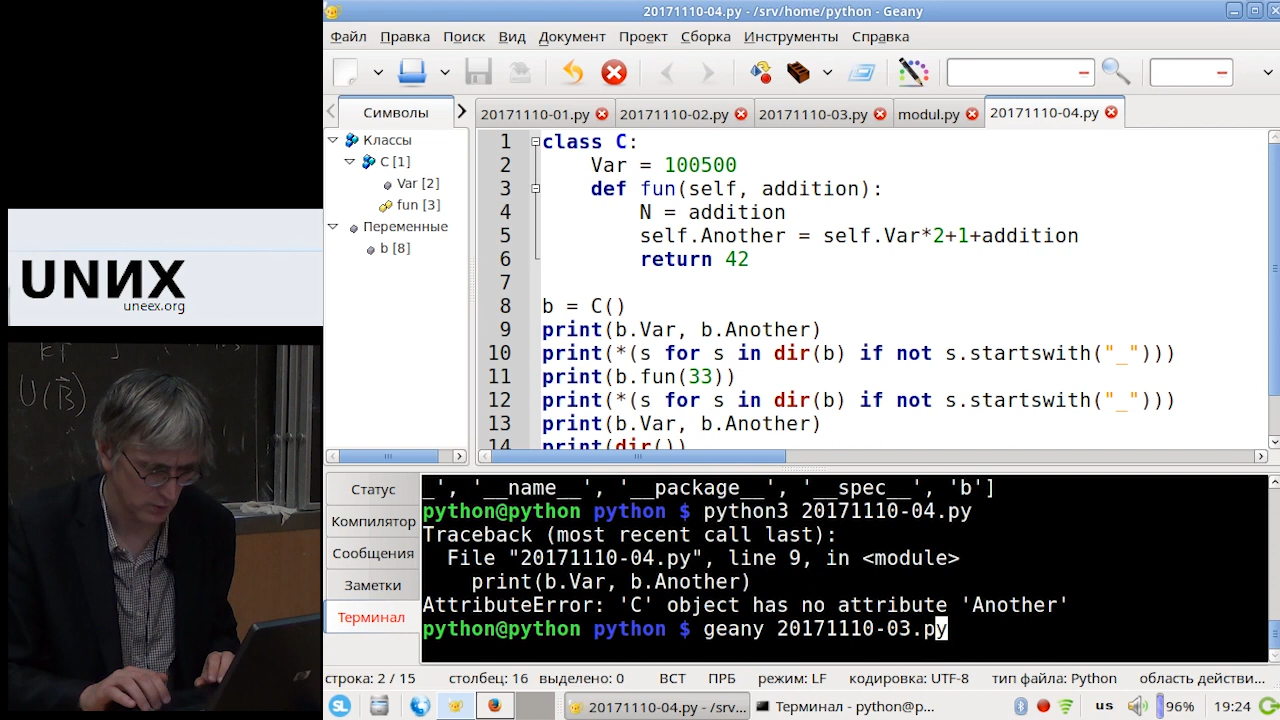 20171110-04.py - /srv/home/python - Geany
Файл Правка Поиск Вид Документ Проект Сборка Инструменты Справка
Символы
20171110-01.py 20171110-02.py 20171110-03.py modul.py 20171110-04.py
Классы
C [1]
Var [2]
fun [3]
Переменные
b [8]
1 class C:
2 Var = 100500
3 def fun(self, addition):
4 N = addition
5 self.Another = self.Var*2+1+addition
6 return 42
7
8 b = C()
9 print(b.Var, b.Another)
10 print(*(s for s in dir(b) if not s.startswith("_")))
11 print(b.fun(33))
12 print(*(s for s in dir(b) if not s.startswith("_")))
13 print(b.Var, b.Another)
14 print(dir())
UNИX
uneex.org
U(B)
Статус
Компилятор
Сообщения
Заметки
Терминал
_', '__name__', '__package__', '__spec__', 'b']
python@python python $ python3 20171110-04.py
Traceback (most recent call last):
File "20171110-04.py", line 9, in <module>
print(b.Var, b.Another)
AttributeError: 'C' object has no attribute 'Another'
python@python python $ geany 20171110-03.py
строка: 2 / 15 столбец: 16 выделено: 0 ВСТ ПРБ режим: LF кодировка: UTF-8 тип файла: Python область действи...
20171110-04.py - /srv... Терминал - python@p... us 96% 19:24